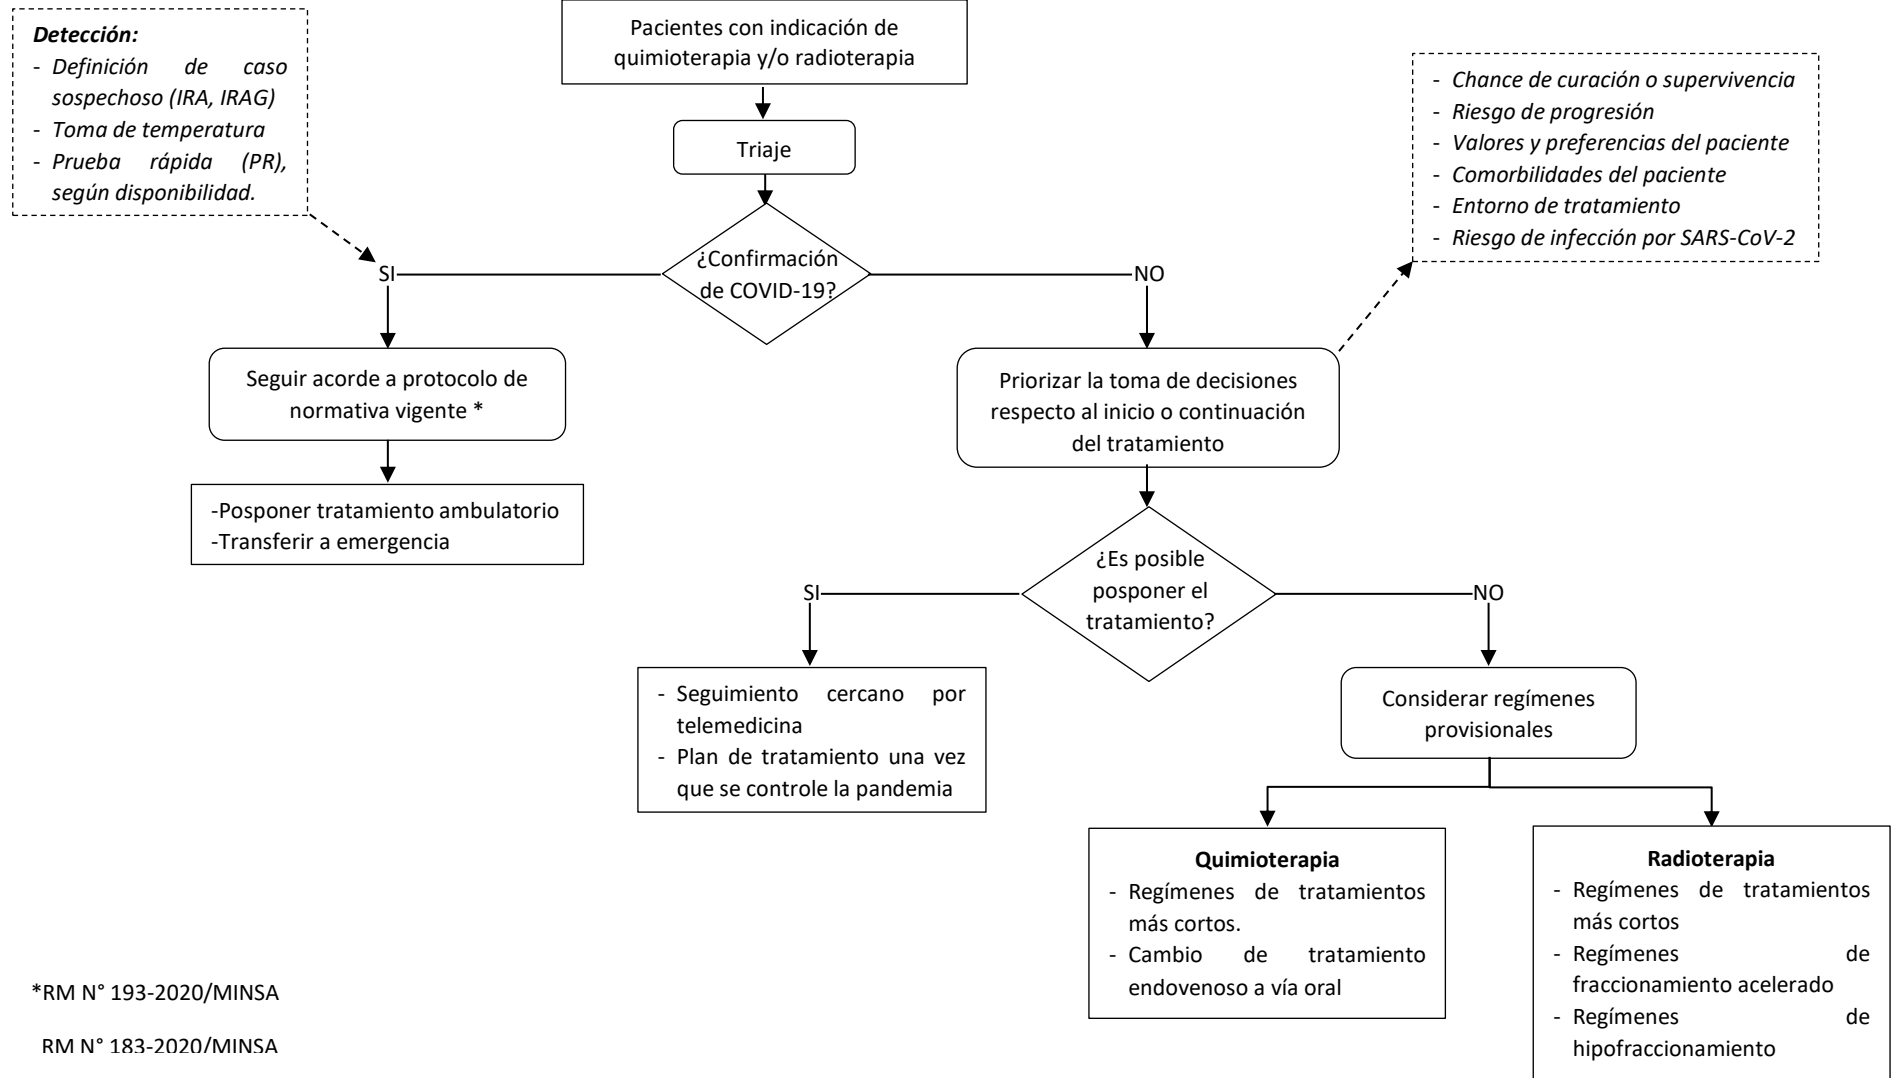 Detección:
- Definición de caso
sospechoso (IRA, IRAG)
- Toma de temperatura
- Prueba rápida (PR),
según disponibilidad.
Pacientes con indicación de
quimioterapia y/o radioterapia
- Chance de curación o supervivencia
- Riesgo de progresión
- Valores y preferencias del paciente
- Comorbilidades del paciente
- Entorno de tratamiento
- Riesgo de infección por SARS-CoV-2
Triaje
¿Confirmación
de COVID-19?
SI
NO
Seguir acorde a protocolo de
normativa vigente *
Priorizar la toma de decisiones
respecto al inicio o continuación
del tratamiento
-Posponer tratamiento ambulatorio
-Transferir a emergencia
¿Es posible
posponer el
tratamiento?
SI
NO
- Seguimiento cercano por
telemedicina
- Plan de tratamiento una vez
que se controle la pandemia
Considerar regímenes
provisionales
Quimioterapia
- Regímenes de tratamientos
más cortos.
- Cambio de tratamiento
endovenoso a vía oral
Radioterapia
- Regímenes de tratamientos
más cortos
- Regímenes de
fraccionamiento acelerado
- Regímenes de
hipofraccionamiento
*RM N° 193-2020/MINSA
RM N° 183-2020/MINSA